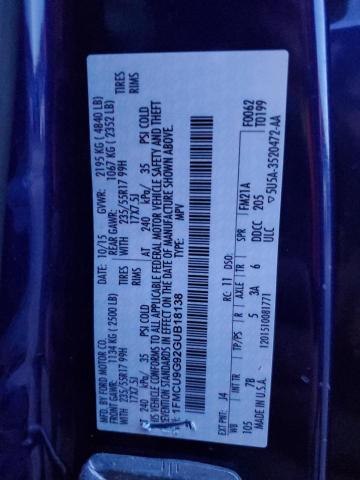 MFD. BY FORD MOTOR CO.
DATE: 10/15 GVWR: 2195 KG ( 4840 LB)
FRONT GAWR: 1134 KG ( 2500 LB) REAR GAWR: 1067 KG ( 2352 LB)
WITH 235/55R17 99H TIRES WITH 235/55R17 99H TIRES
17X7.5J RIMS 17X7.5J RIMS
AT 240 kPa/ 35 PSI COLD AT 240 kPa/ 35 PSI COLD
THIS VEHICLE CONFORMS TO ALL APPLICABLE FEDERAL MOTOR VEHICLE SAFETY AND THEFT PREVENTION STANDARDS IN EFFECT ON THE DATE OF MANUFACTURE SHOWN ABOVE.
1FMCU9G92GUB18138 TYPE: MPV
F0062
T0199
EXT PNT: J4 RC: 11 DSO: FM21A
WB TP/PS R AXLE TR SPR
105 7B 5 3A 6 DDCC 205
MADE IN U.S.A. 1201510081771 ULC 5U5A-3520472-AA